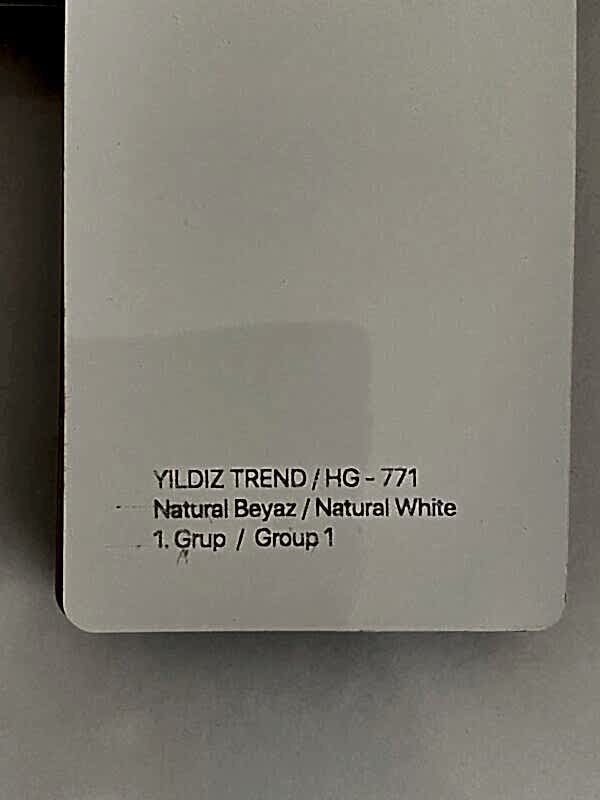 YILDIZ TREND / HG - 771
Natural Beyaz / Natural White
1. Grup / Group 1